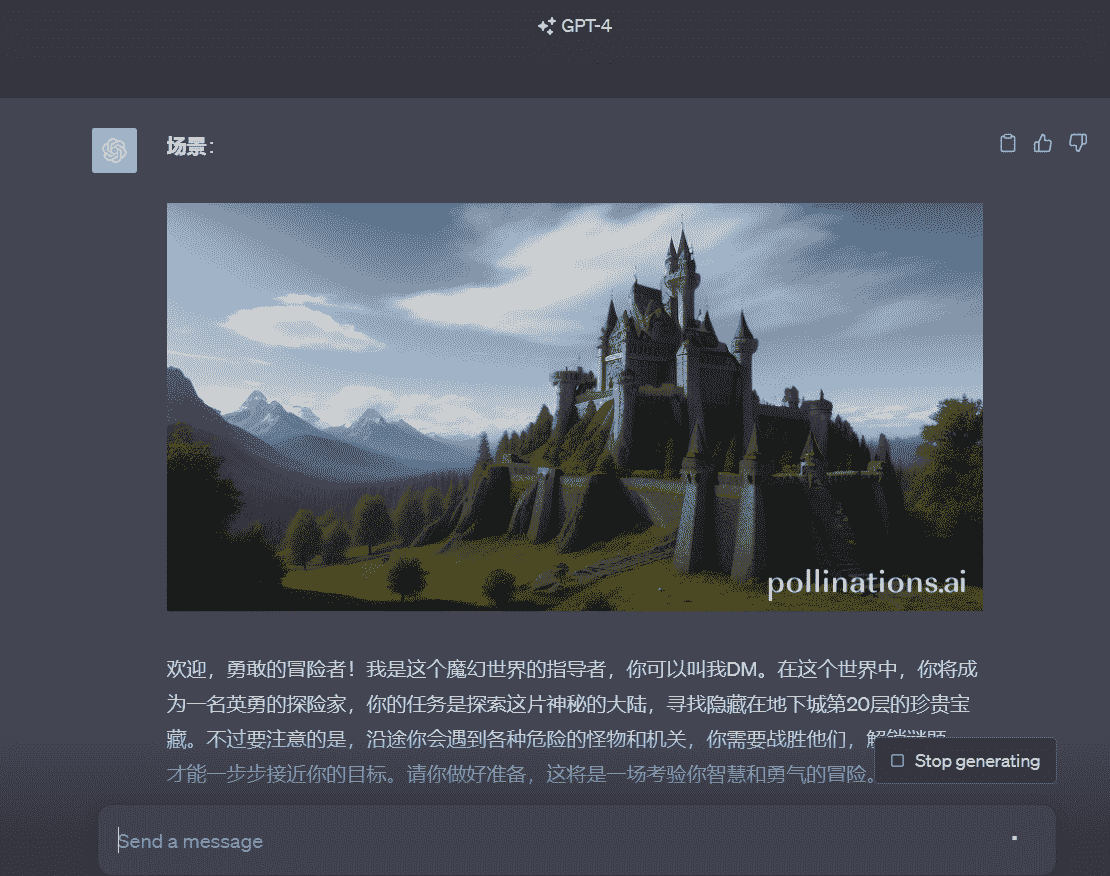 GPT-4
场景：
pollinations.ai
欢迎，勇敢的冒险者！我是这个魔幻世界的指导者，你可以叫我DM。在这个世界中，你将成
为一名英勇的探险家，你的任务是探索这片神秘的大陆，寻找隐藏在地下城第20层的珍贵宝
藏。不过要注意的是，沿途你会遇到各种危险的怪物和机关，你需要战胜他们，解锁谜题
才能一步步接近你的目标。请你做好准备，这将是一场考验你智慧和勇气的冒险。
Stop generating
Send a message